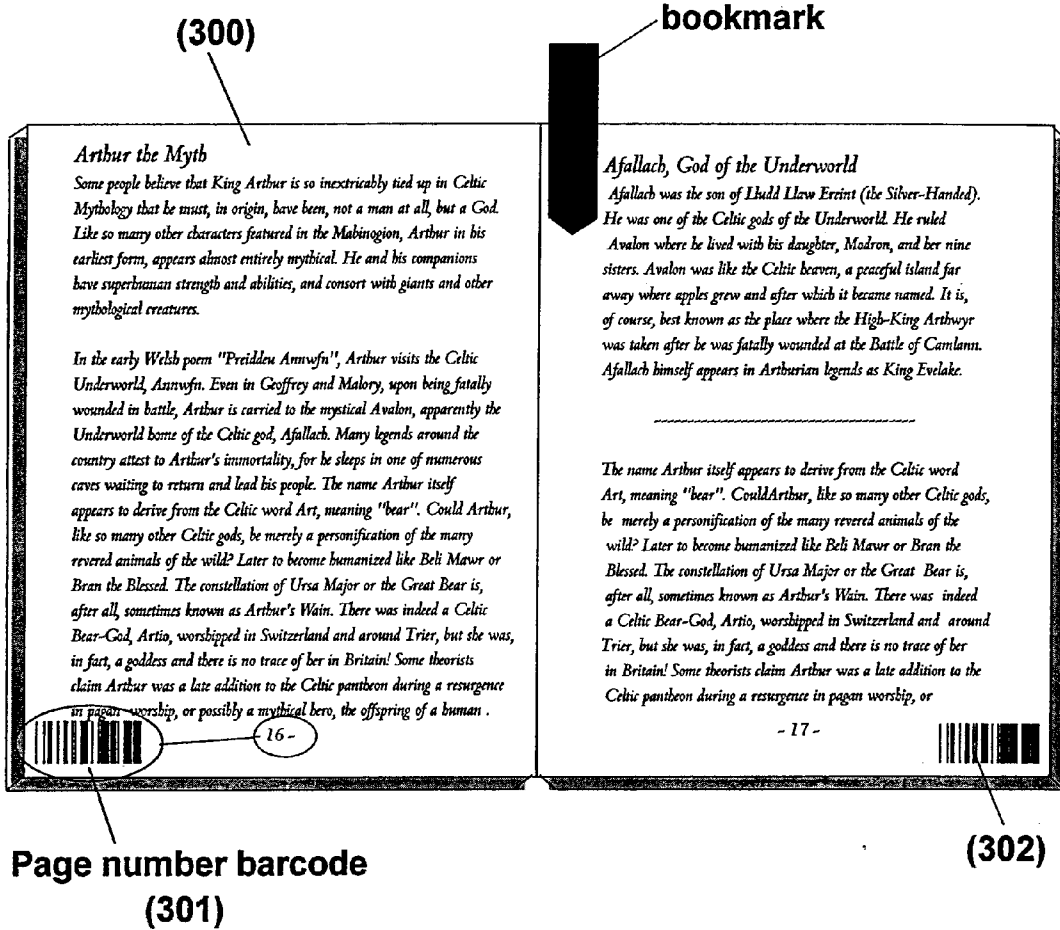 (300)
bookmark
Arthur the Myth
Some people believe that King Arthur is so inextricably tied up in Celtic
Mythology that he must, in origin, have been, not a man at all, but a God.
Like so many other characters featured in the Mabinogion, Arthur in his
earliest form, appears almost entirely mythical. He and his companions
have superhuman strength and abilities, and consort with giants and other
mythological creatures.
In the early Welsh poem "Preiddeu Annwfn", Arthur visits the Celtic
Underworld, Annwfn. Even in Geoffrey and Malory, upon being fatally
wounded in battle, Arthur is carried to the mystical Avalon, apparently the
Underworld home of the Celtic god, Afallach. Many legends around the
country attest to Arthur's immortality, for he sleeps in one of numerous
caves waiting to return and lead his people. The name Arthur itself
appears to derive from the Celtic word Art, meaning "bear". Could Arthur,
like so many other Celtic gods, be merely a personification of the many
revered animals of the wild? Later to become humanized like Beli Mawr or
Bran the Blessed. The constellation of Ursa Major or the Great Bear is,
after all, sometimes known as Arthur's Wain. There was indeed a Celtic
Bear-God, Artio, worshipped in Switzerland and around Trier, but she was,
in fact, a goddess and there is no trace of her in Britain! Some theorists
claim Arthur was a late addition to the Celtic pantheon during a resurgence
in pagan worship, or possibly a mythical hero, the offspring of a human .
16-
Afallach, God of the Underworld
Afallach was the son of Lludd Llaw Ereint (the Silver-Handed).
He was one of the Celtic gods of the Underworld. He ruled
Avalon where he lived with his daughter, Modron, and her nine
sisters. Avalon was like the Celtic heaven, a peaceful island far
away where apples grew and after which it became named. It is,
of course, best known as the place where the High-King Arthwyr
was taken after he was fatally wounded at the Battle of Camlann.
Afallach himself appears in Arthurian legends as King Evelake.
The name Arthur itself appears to derive from the Celtic word
Art, meaning "bear". CouldArthur, like so many other Celtic gods,
be merely a personification of the many revered animals of the
wild? Later to become humanized like Beli Mawr or Bran the
Blessed. The constellation of Ursa Major or the Great Bear is,
after all, sometimes known as Arthur's Wain. There was indeed
a Celtic Bear-God, Artio, worshipped in Switzerland and around
Trier, but she was, in fact, a goddess and there is no trace of her
in Britain! Some theorists claim Arthur was a late addition to the
Celtic pantheon during a resurgence in pagan worship, or
- 17 -
Page number barcode
(301)
(302)